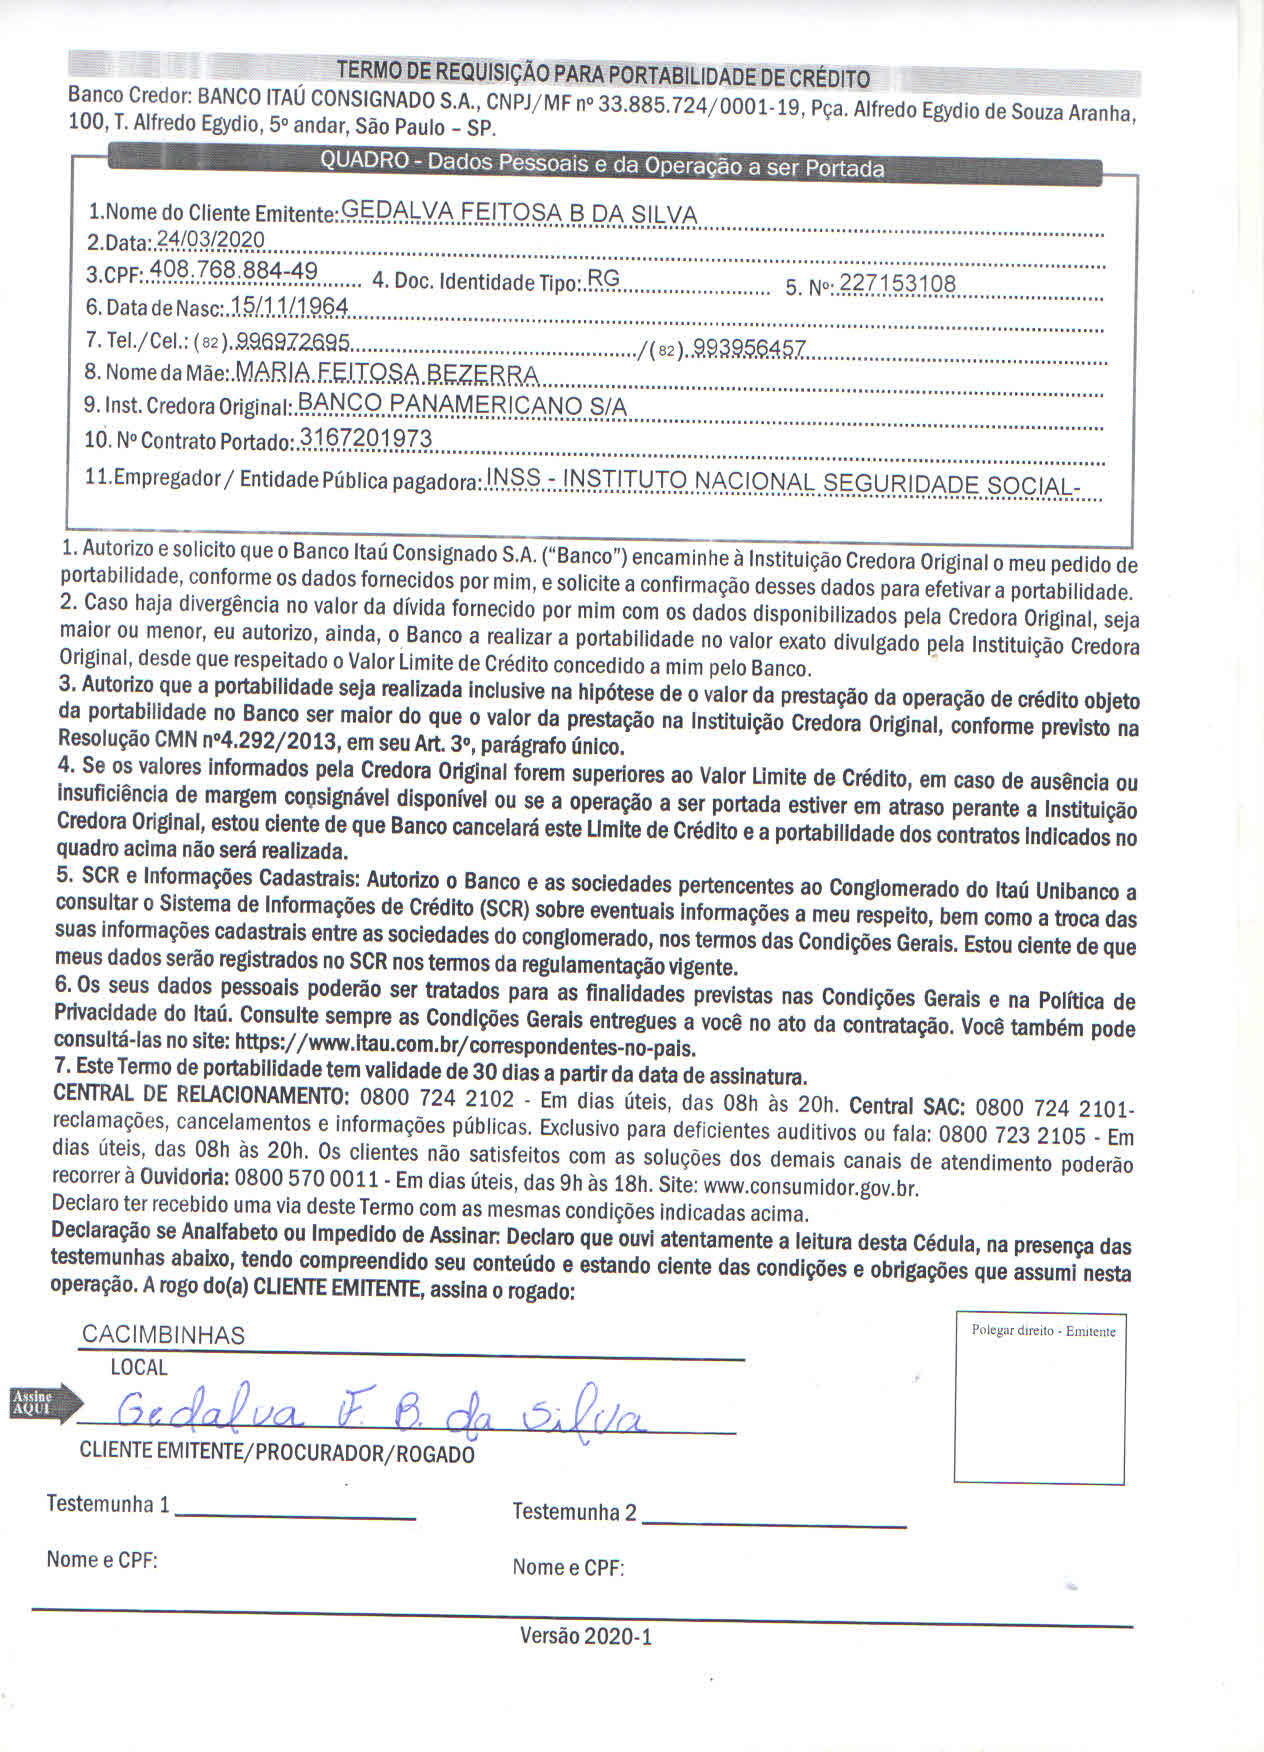 TERMO DE REQUISIÇÃO PARA PORTABILIDADE DE CRÉDITO
Banco Credor: BANCO ITAÚ CONSIGNADO S.A., CNPJ/MF nº 33.885.724/0001-19, Pça. Alfredo Egydio de Souza Aranha,
100, T. Alfredo Egydio, 5º andar, São Paulo – SP.
QUADRO - Dados Pessoais e da Operação a ser Portada
1.Nome do Cliente Emitente: GEDALVA FEITOSA B DA SILVA
2.Data: 24/03/2020
3.CPF: 408.768.884-49 4. Doc. Identidade Tipo: RG 5. Nº: 227153108
6. Data de Nasc: 15/11/1964
7. Tel./Cel.: (82) 996972695 /(82) 993956457
8. Nome da Mãe: MARIA FEITOSA BEZERRA
9. Inst. Credora Original: BANCO PANAMERICANO S/A
10. Nº Contrato Portado: 3167201973
11.Empregador / Entidade Pública pagadora: INSS - INSTITUTO NACIONAL SEGURIDADE SOCIAL-
1. Autorizo e solicito que o Banco Itaú Consignado S.A. (“Banco”) encaminhe à Instituição Credora Original o meu pedido de
portabilidade, conforme os dados fornecidos por mim, e solicite a confirmação desses dados para efetivar a portabilidade.
2. Caso haja divergência no valor da dívida fornecido por mim com os dados disponibilizados pela Credora Original, seja
maior ou menor, eu autorizo, ainda, o Banco a realizar a portabilidade no valor exato divulgado pela Instituição Credora
Original, desde que respeitado o Valor Limite de Crédito concedido a mim pelo Banco.
3. Autorizo que a portabilidade seja realizada inclusive na hipótese de o valor da prestação da operação de crédito objeto
da portabilidade no Banco ser maior do que o valor da prestação na Instituição Credora Original, conforme previsto na
Resolução CMN nº4.292/2013, em seu Art. 3º, parágrafo único.
4. Se os valores informados pela Credora Original forem superiores ao Valor Limite de Crédito, em caso de ausência ou
insuficiência de margem consignável disponível ou se a operação a ser portada estiver em atraso perante a Instituição
Credora Original, estou ciente de que Banco cancelará este Limite de Crédito e a portabilidade dos contratos indicados no
quadro acima não será realizada.
5. SCR e Informações Cadastrais: Autorizo o Banco e as sociedades pertencentes ao Conglomerado do Itaú Unibanco a
consultar o Sistema de Informações de Crédito (SCR) sobre eventuais informações a meu respeito, bem como a troca das
suas informações cadastrais entre as sociedades do conglomerado, nos termos das Condições Gerais. Estou ciente de que
meus dados serão registrados no SCR nos termos da regulamentação vigente.
6. Os seus dados pessoais poderão ser tratados para as finalidades previstas nas Condições Gerais e na Política de
Privacidade do Itaú. Consulte sempre as Condições Gerais entregues a você no ato da contratação. Você também pode
consultá-las no site: https://www.itau.com.br/correspondentes-no-pais.
7. Este Termo de portabilidade tem validade de 30 dias a partir da data de assinatura.
CENTRAL DE RELACIONAMENTO: 0800 724 2102 - Em dias úteis, das 08h às 20h. Central SAC: 0800 724 2101-
reclamações, cancelamentos e informações públicas. Exclusivo para deficientes auditivos ou fala: 0800 723 2105 - Em
dias úteis, das 08h às 20h. Os clientes não satisfeitos com as soluções dos demais canais de atendimento poderão
recorrer à Ouvidoria: 0800 570 0011 - Em dias úteis, das 9h às 18h. Site: www.consumidor.gov.br.
Declaro ter recebido uma via deste Termo com as mesmas condições indicadas acima.
Declaração se Analfabeto ou Impedido de Assinar: Declaro que ouvi atentamente a leitura desta Cédula, na presença das
testemunhas abaixo, tendo compreendido seu conteúdo e estando ciente das condições e obrigações que assumi nesta
operação. A rogo do(a) CLIENTE EMITENTE, assina o rogado:
CACIMBINHAS
Polegar direito - Emitente
LOCAL
Assine
AQUI
Gedalva F. B. da Silva
CLIENTE EMITENTE/PROCURADOR/ROGADO
Testemunha 1 Testemunha 2
Nome e CPF: Nome e CPF:
Versão 2020-1